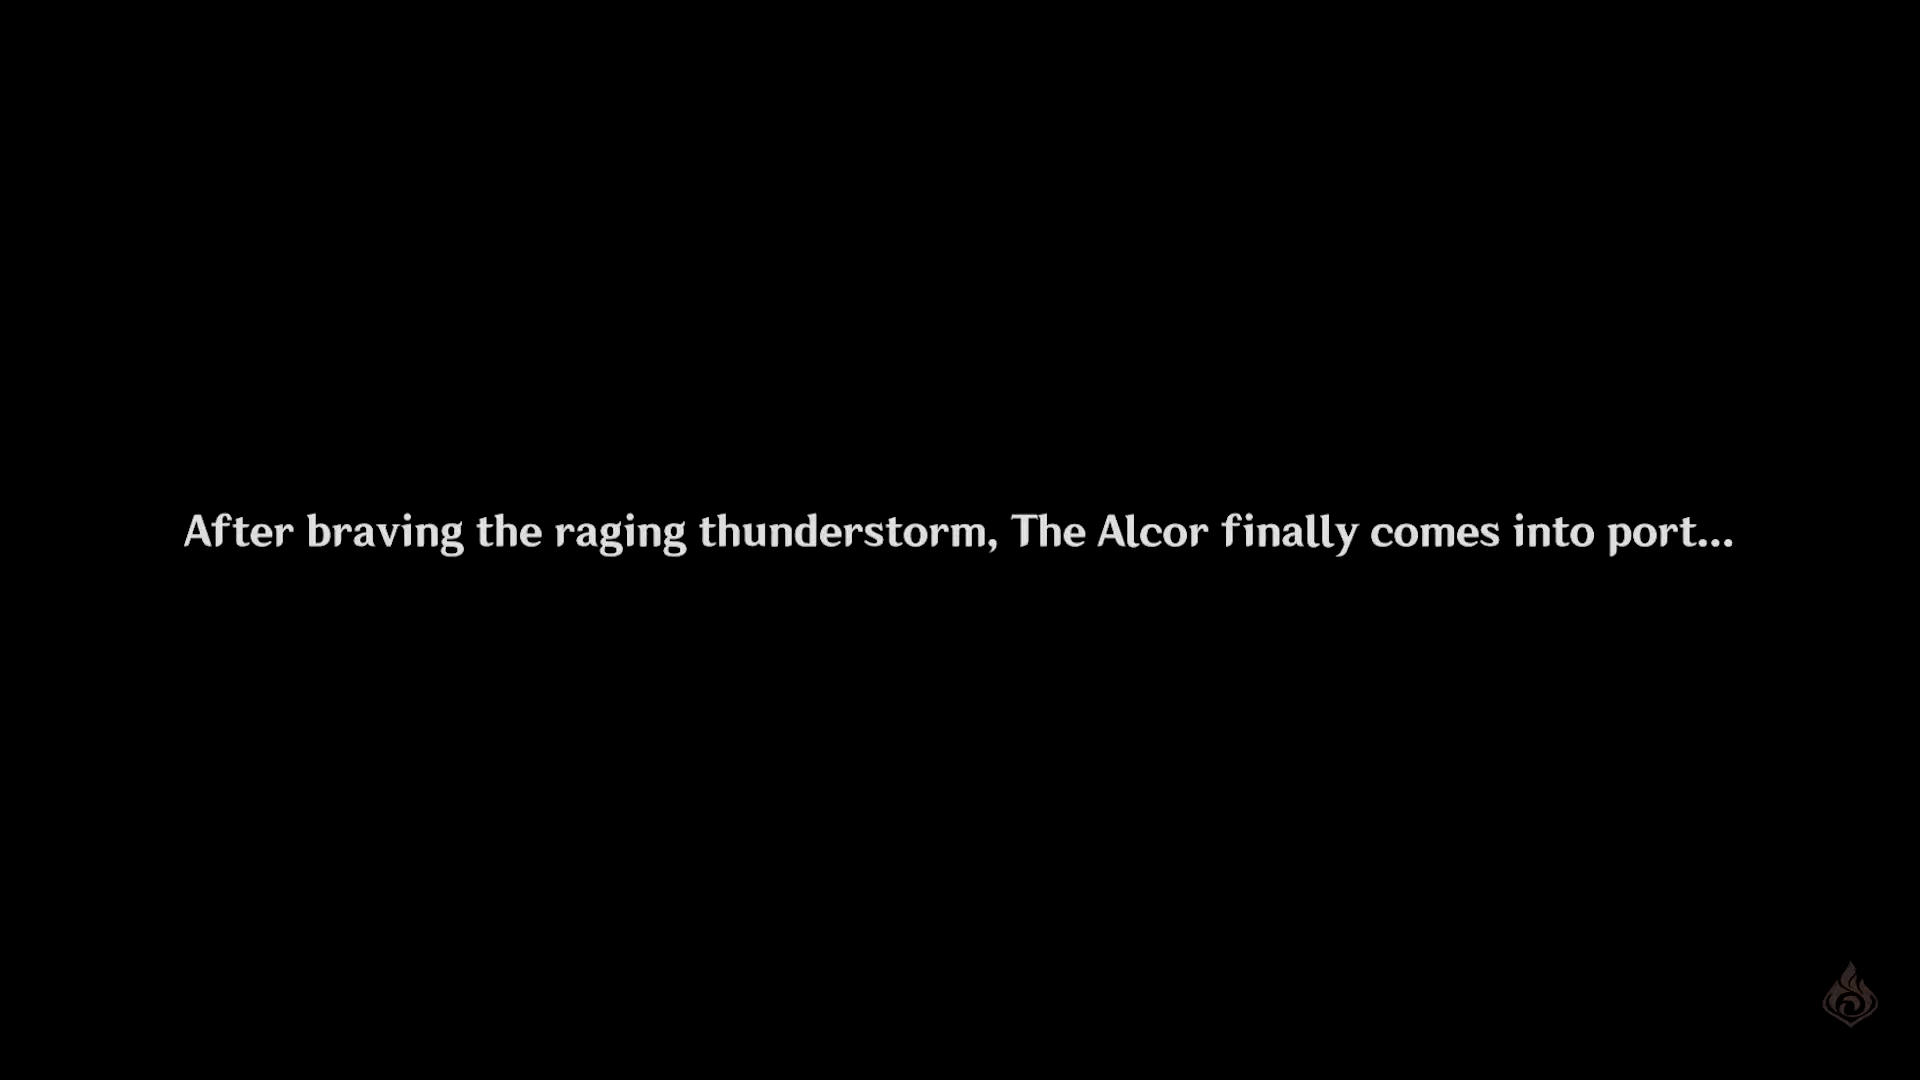 After braving the raging thunderstorm, The Alcor finally comes into port...